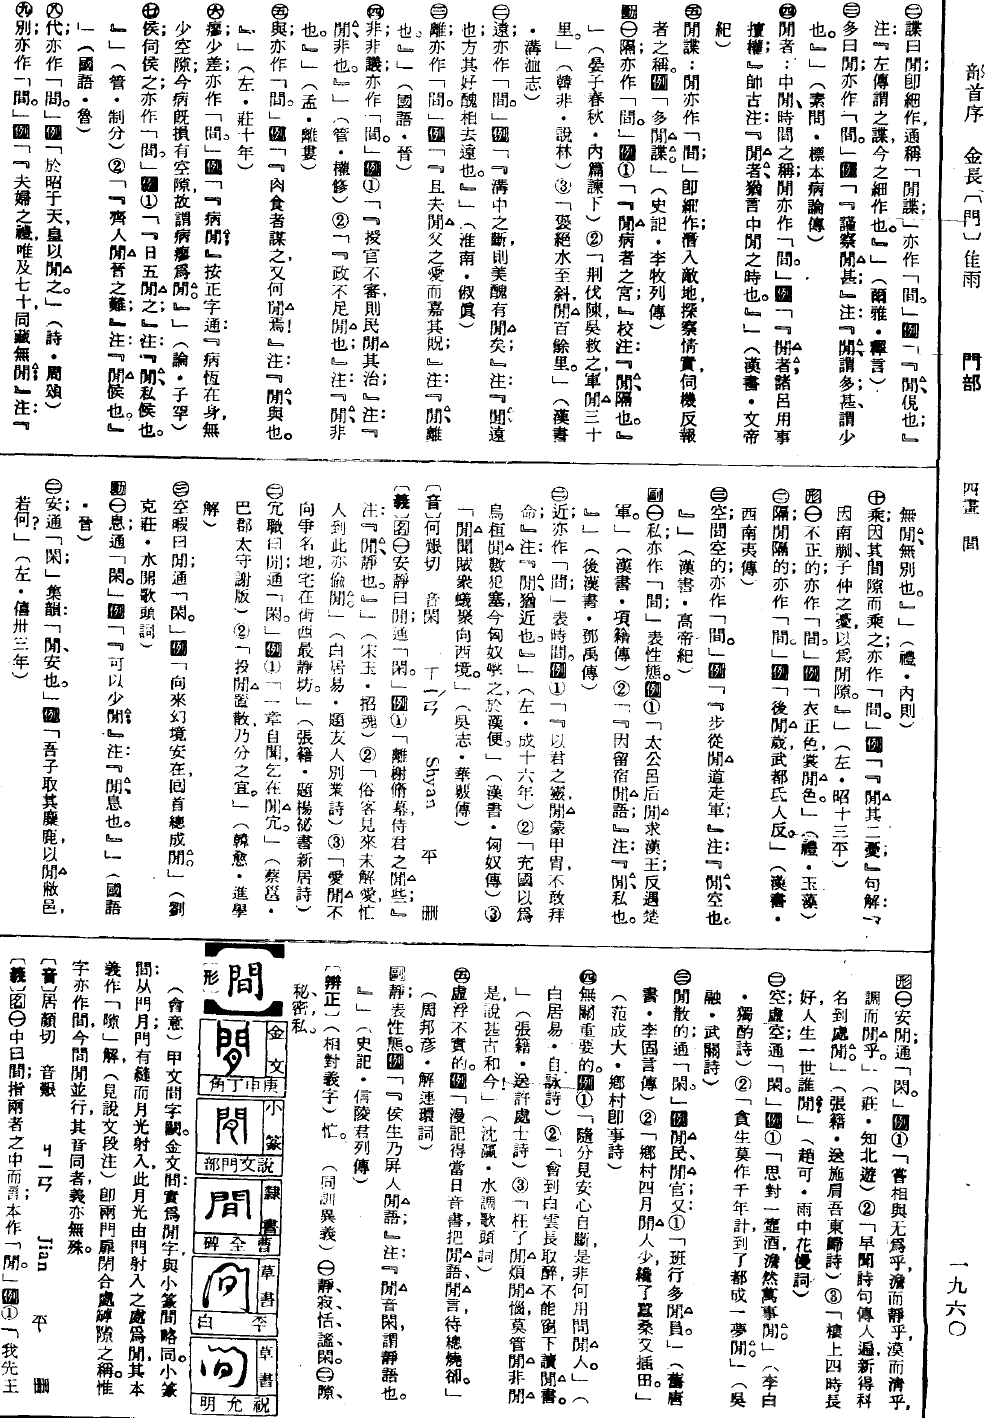 部首序 金長〔門〕隹雨 門部 四畫 間 一九六〇
㊁諜曰閒卽細作通稱「閒諜」亦作「間。」例「『閒俔也』
注『左傳謂之諜今之細作也。』」（爾雅・釋言）
㊂多曰閒亦作「間。」例「『謹察閒甚』注『閒謂多甚謂少
也。』」（素問・標本病論傳）
㊃閒者：中閒，時間之稱閒亦作「間。」例「『閒者諸呂用事
擅權』師古注『閒者猶言中閒之時也。』」（漢書・文帝
紀）
㊄閒諜：閒亦作「間」卽細作潛入敵地探察情實伺機反報
者之稱。例「多閒諜」（史記・李牧列傳）
動㊀隔亦作「間。」例①「『閒病者之宮』校注『閒，隔也。』
」（晏子春秋・內篇諫下）②「荆伐陳吳救之軍閒三十
里。」（韓非・說林）③「褒絕水至斜閒百餘里。」（漢書
・溝洫志）
㊁遠亦作「間。」例「『溝中之斷則美醜有閒矣』注『閒遠
也方其好醜相去遠也。』」（淮南・俶眞）
㊂離亦作「間。」例「『且夫閒父之愛而嘉其貺』注『閒離
也。』」（國語・晉）
㊃非；非議亦作「間。」例①「『授官不審則民閒其治』注『
閒非也。』」（管・權修）②「『政不足閒也』注『閒、非
也。』」（孟・離婁）
㊄與亦作「間。」例「『肉食者謀之又何閒焉！』注『閒與也。
』」（左・莊十年）
㊅瘳；少差亦作「間。」例「『病閒』按正字通：『病恆在身，無
少空隙今病旣損有空隙，故謂病瘳爲閒。』」（論・子罕）
㊆侯；伺侯之亦作「間。」例①「『日五閒之』注『閒，私候也。
』」（管・制分）②「『齊人閒晉之難』注『閒候也。』
」（國語・魯）
㊇代亦作「間。」例「於昭于天，皇以閒之。」（詩・周頌）
㊈別亦作「間。」例「『夫婦之禮，唯及七十，同藏無閒』注『
無閒，無別也。』」（禮・內則）
㊉乘；因其閒隙而乘之亦作「間。」例「『閒其二憂』句解：『
因南蒯、子仲之憂以爲閒隙。』」（左・昭十三年）
形㊀不正的亦作「間。」例「衣正色裳閒色」（禮・玉藻）
㊁隔；閒隔的亦作「間。」例「後閒歲武都氐人反。」（漢書・
西南夷傳）
㊂空閒；空的亦作「間。」例「『步從閒道走軍』注『閒空也。
』」（漢書・高帝紀）
副㊀私亦作「間」表性態。例①「太公呂后閒求漢王反遇楚
軍。」（漢書・項籍傳）②「『因留宿閒語』注『閒、私也。
』」（後漢書・鄧禹傳）
㊁近亦作「間」表時間。例①「『以君之靈閒蒙甲冑，不敢拜
命』注『閒，猶近也。』」（左・成十六年）②「充國以爲
烏桓閒數犯塞今匈奴擊之於漢便。」（漢書・匈奴傳）③
「閒聞賊衆蟻聚向西境。」（吳志・華覈傳）
〔音〕何艱切 音閑 ㄒㄧㄢ Shyan 平 刪
〔義〕名㊀安靜曰閒通「閑。」例①「『離榭脩幕，侍君之閒些』
注『閒靜也。』」（宋玉・招魂）②「俗客見來未解愛忙
人到此亦偷閒。」（白居易・題友人別業詩）③「愛閒不
向爭名地宅在街西最靜坊。」（張籍・題楊祕書新居詩）
㊁宂職曰閒通「閑。」例①「一章自聞乞在閒宂。」（蔡邕・
巴郡太守謝版）②「投閒置散乃分之宜。」（韓愈・進學
解）
㊂空暇曰閒通「閑。」例「向來幻境安在，回首總成閒。」（劉
克莊・水調歌頭詞）
動㊀息通「閑。」例「『可以少閒』注『閒、息也。』」（國語
・晉）
㊁安通「閑」集韻：「閒、安也。」例「吾子取其麋鹿，以閒敝邑，
若何？」（左・僖卅三年）
形㊀安閒通「閑。」例①「嘗相與无爲乎，澹而靜乎漠而清乎，
調而閒乎。」（莊・知北遊）②「早聞詩句傳人遍，新得科
名到處閒。」（張籍・送施肩吾東歸詩）③「樓上四時長
好人生一世誰閒」（趙可・雨中花慢詞）
㊁空；虛空通「閑。」例①「思對一壼酒，澹然萬事閒。」（李白
・獨酌詩）②「貪生莫作千年計，到了都成一夢閒。」（吳
融・武關詩）
㊂閒散的通「閑。」例閒民；閒官又①「班行多閒員。」（舊唐
書・李固言傳）②「鄉村四月閒人少，纔了蠶桑又插田。」
（范成大・鄉村卽事詩）
㊃無關重要的。例①「隨分自安心自斷，是非何用問閒人。」（
白居易・自詠詩）②「會到白雲長取醉，不能窗下讀閒書。
」（張籍・送許處士詩）③「枉了閒煩閒惱，莫管閒非閒
是，說甚古和今。」（沈瀛・水調歌頭詞）
㊄虛浮不實的。例「漫記得當日音書，把閒語閒言，待總燒卻。」
（周邦彥・解連環詞）
副靜；表性態。例「『侯生乃屏人閒語』注『閒音閑，謂靜語也。
』」（史記・信陵君列傳）
〔辨正〕（相對義字）忙。（同訓異義）㊀靜寂、恬、謐、閑。㊁隙、
祕、密、私。
【間】
〔形〕
金文 庚申丁角
小篆 說文門部
隸書 曹全碑
草書 李白
草書 祝允明
（會意）甲文間字闕金文間實爲閒字與小篆間略同。小篆
間从門月門有縫而月光射入此月光由門射入之處爲閒其本
義作「隙」解（見說文段注）卽兩門扉閉合處罅隙之稱。惟
字亦作間今間閒並行，其音同者義亦無殊。
〔音〕居顏切 音艱 ㄐㄧㄢ Jian 平 刪
〔義〕名㊀中曰間；指兩者之中而言，本作「閒。」例①「我先王